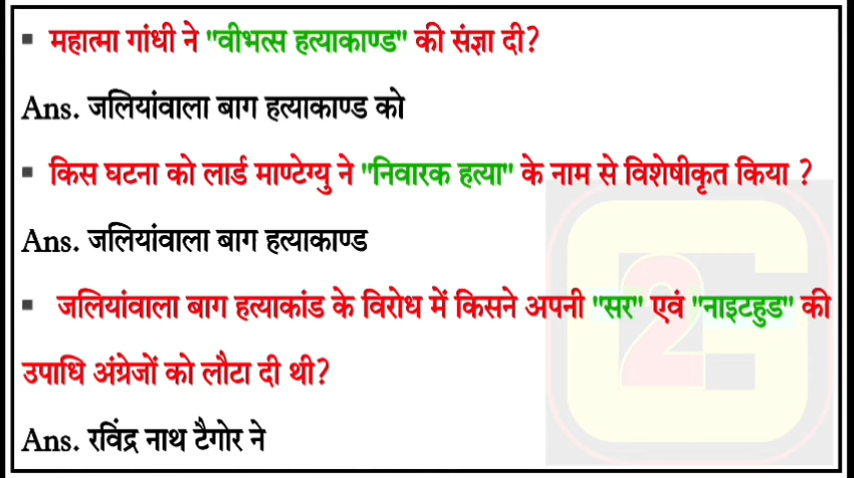 ▪ महात्मा गांधी ने "वीभत्स हत्याकाण्ड" की संज्ञा दी?
Ans. जलियांवाला बाग हत्याकाण्ड को
▪ किस घटना को लार्ड माण्टेग्यु ने "निवारक हत्या" के नाम से विशेषीकृत किया ?
Ans. जलियांवाला बाग हत्याकाण्ड
▪ जलियांवाला बाग हत्याकांड के विरोध में किसने अपनी "सर" एवं "नाइटहुड" की
उपाधि अंग्रेजों को लौटा दी थी?
Ans. रविंद्र नाथ टैगोर ने